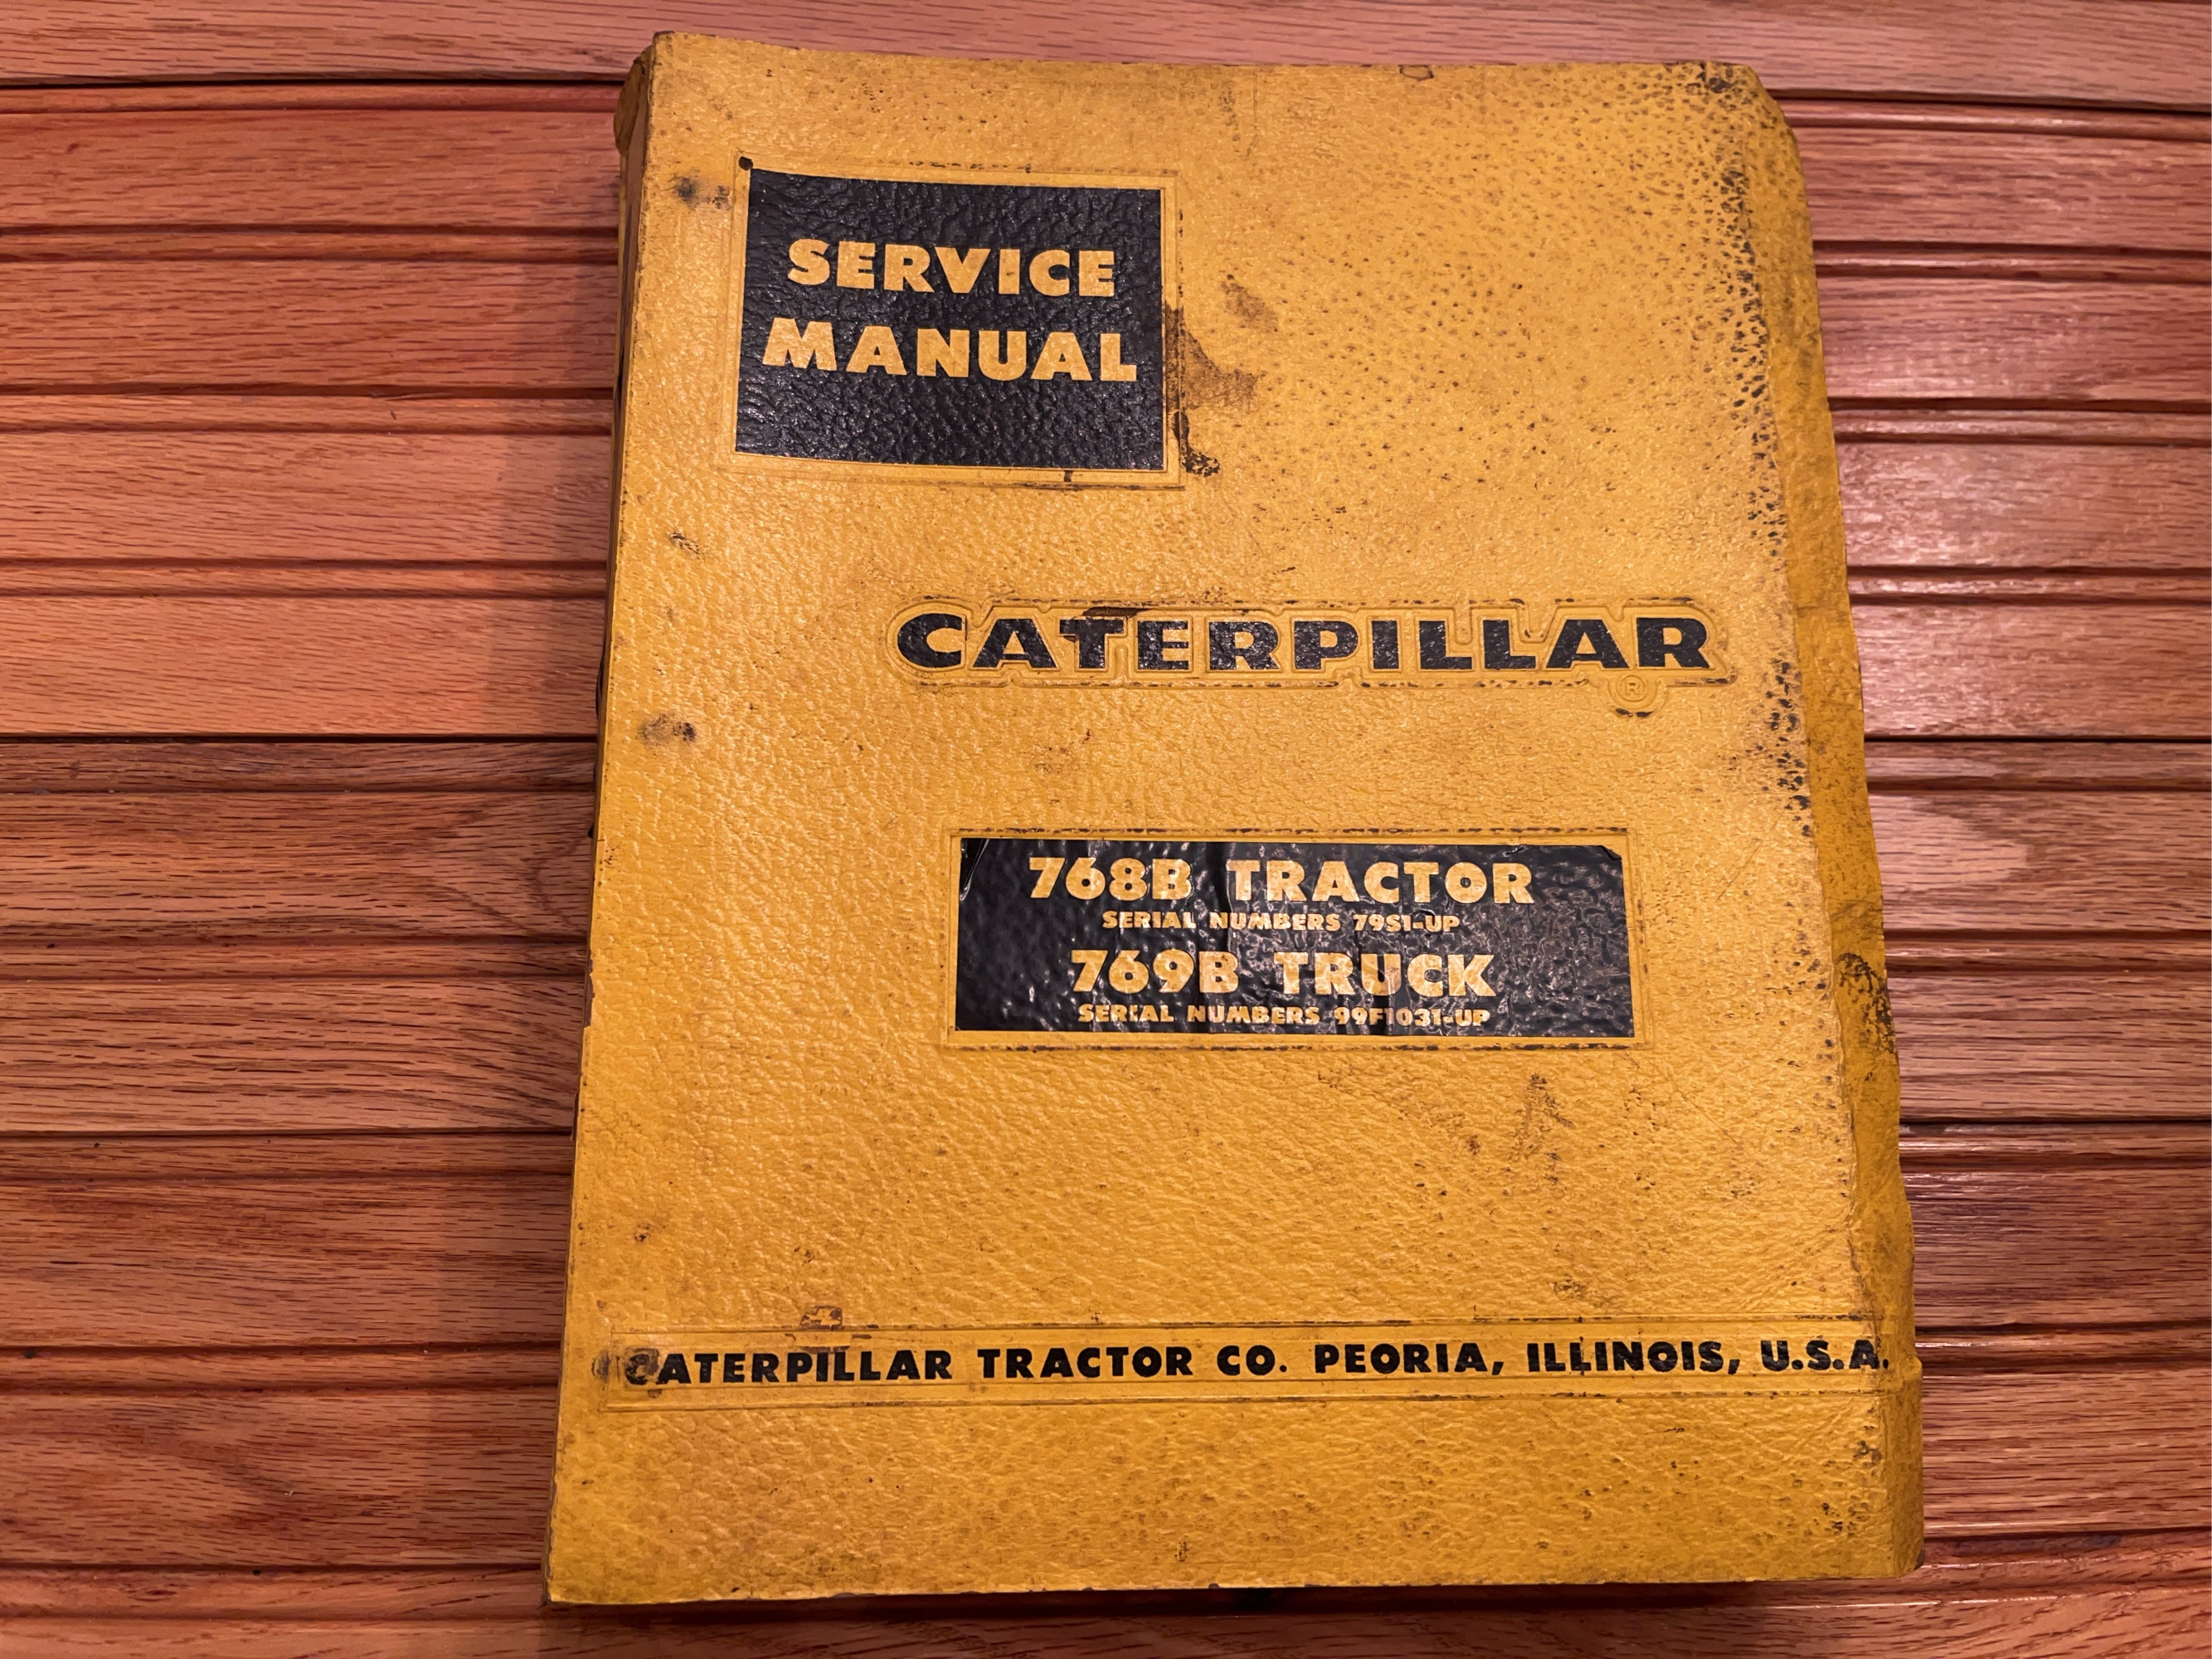 SERVICE
MANUAL
CATERPILLAR
®
768B TRACTOR
SERIAL NUMBERS 79S1-UP
769B TRUCK
SERIAL NUMBERS 99F1031-UP
CATERPILLAR TRACTOR CO. PEORIA, ILLINOIS, U.S.A.